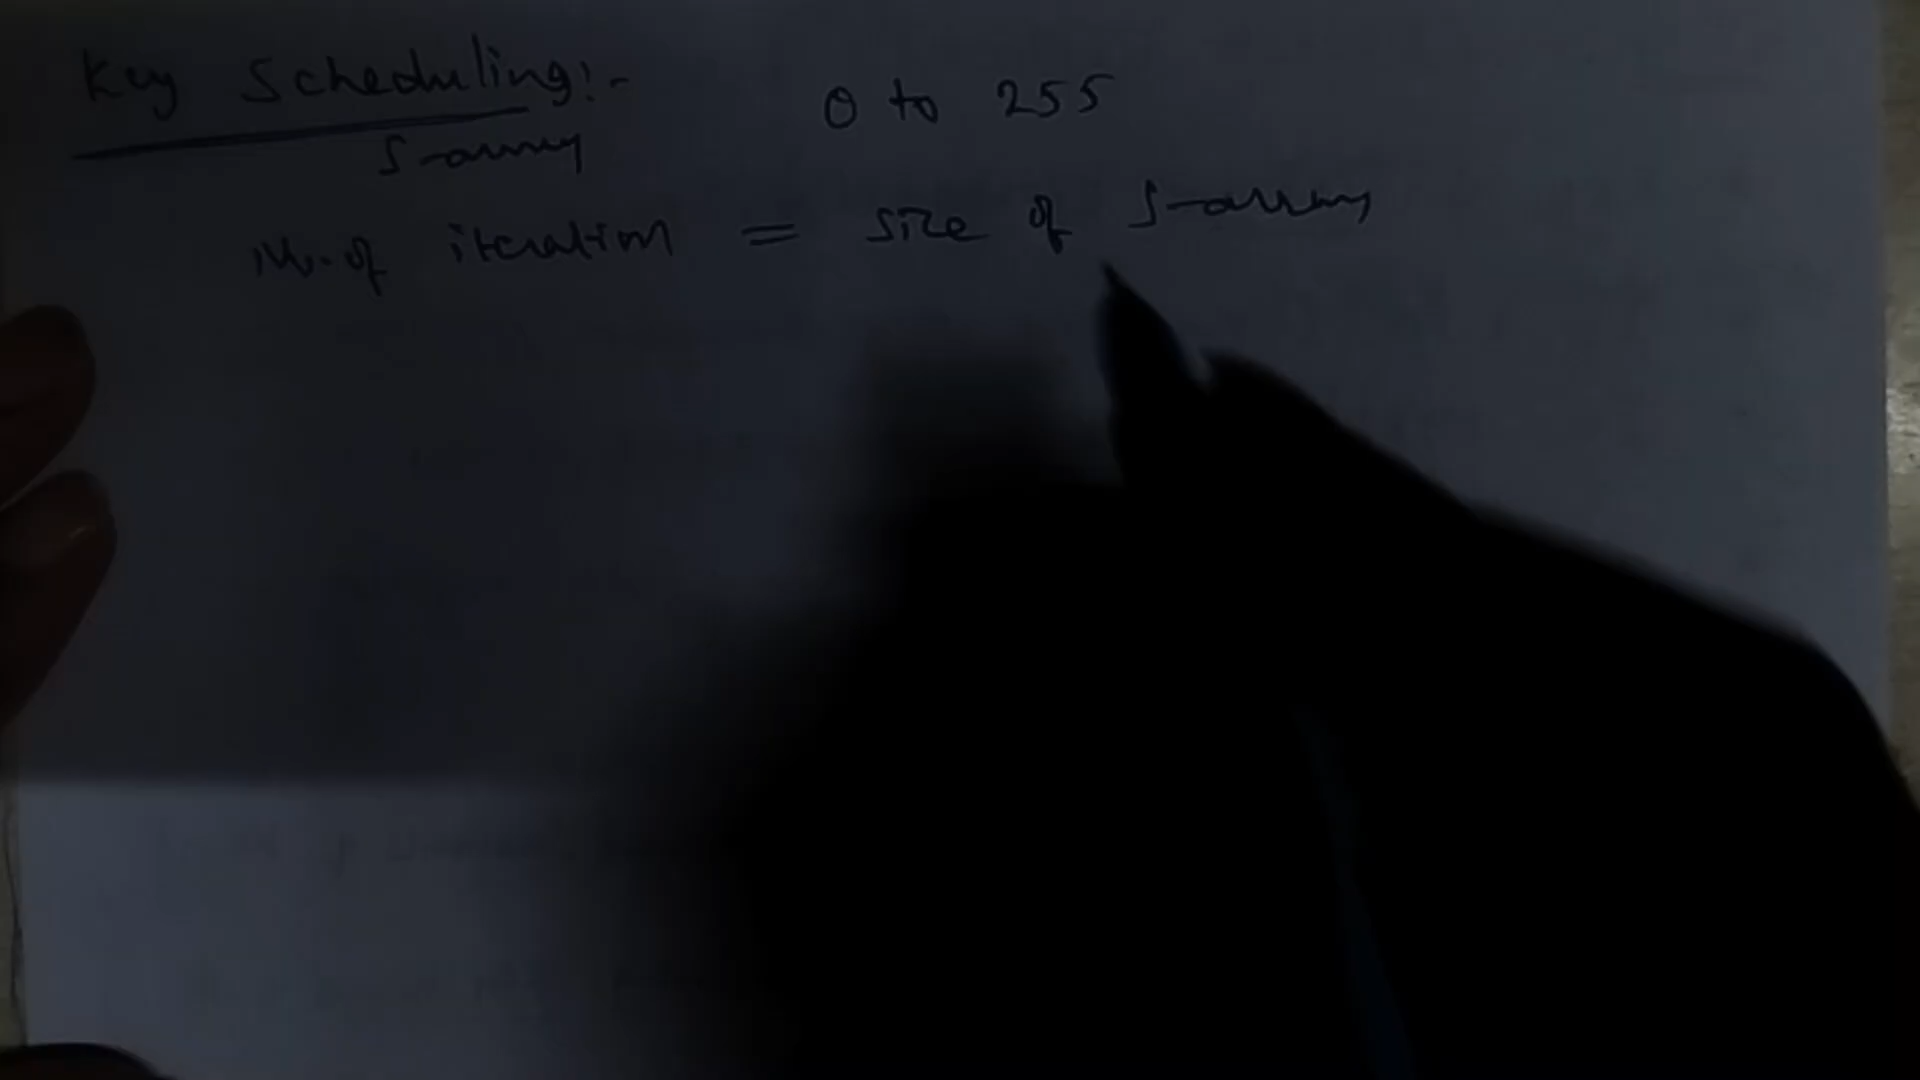 Key Scheduling:- 0 to 255
S-array
No. of iteration = size of S-array